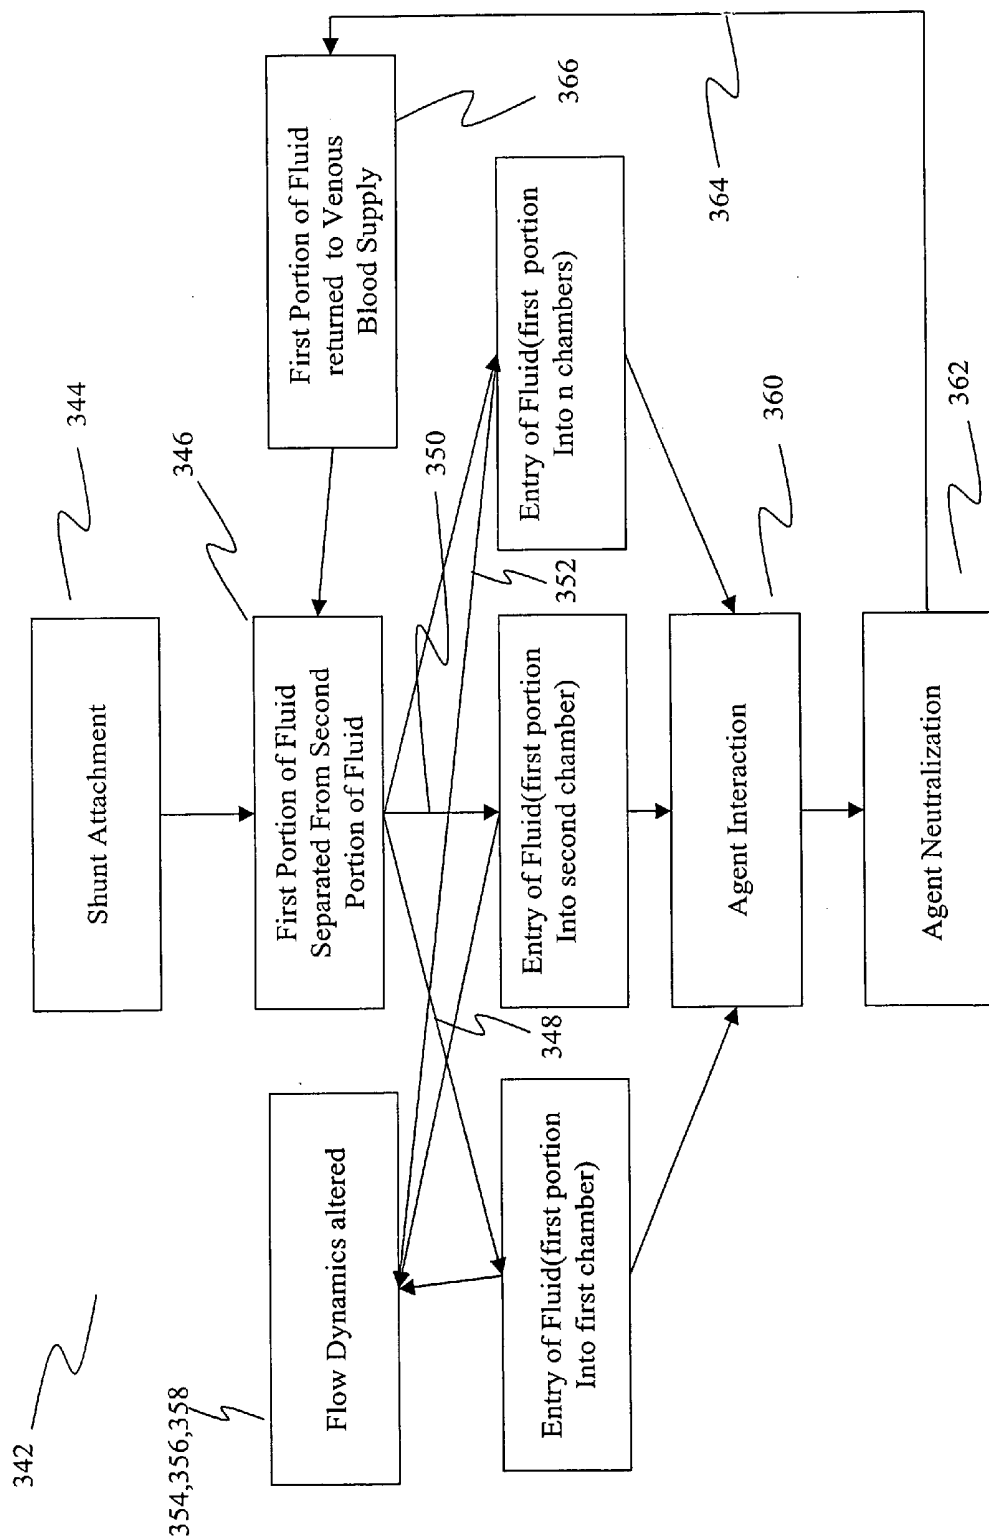 342
344
Shunt Attachment
354,356,358
346
Flow Dynamics altered
First Portion of Fluid
Separated From Second
Portion of Fluid
First Portion of Fluid
returned to Venous
Blood Supply
366
350
348
352
Entry of Fluid(first portion
Into first chamber)
Entry of Fluid(first portion
Into second chamber)
Entry of Fluid(first portion
Into n chambers)
364
360
Agent Interaction
362
Agent Neutralization